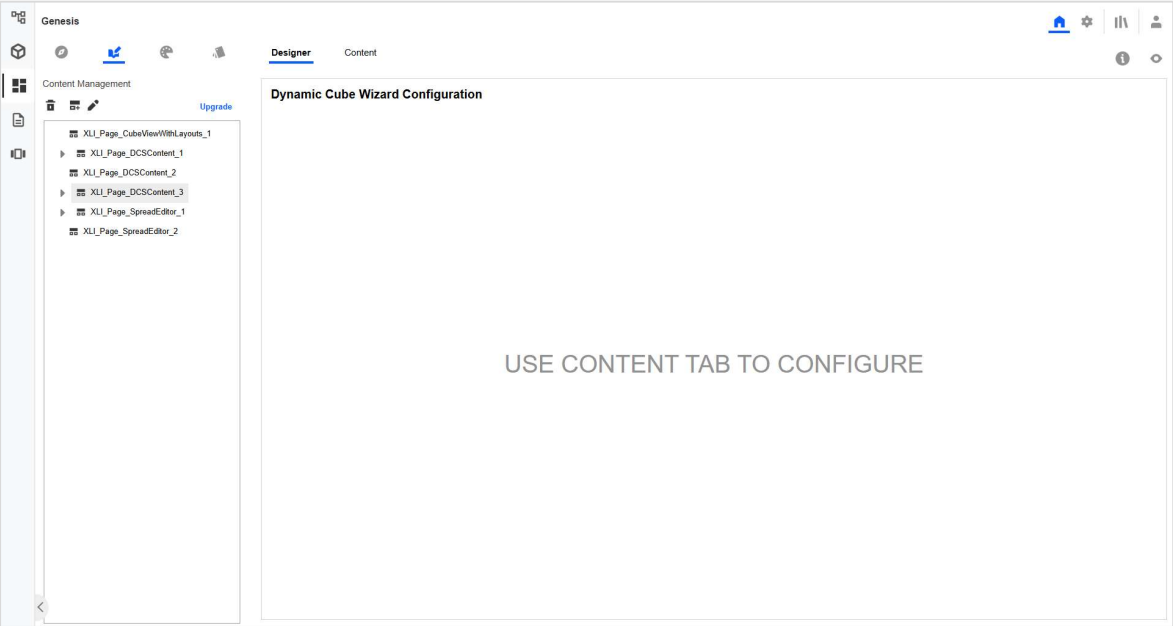 Genesis
Designer
Content
Content Management
Upgrade
XLI_Page_CubeViewWithLayouts_1
XLI_Page_DCSContent_1
XLI_Page_DCSContent_2
XLI_Page_DCSContent_3
XLI_Page_SpreadEditor_1
XLI_Page_SpreadEditor_2
Dynamic Cube Wizard Configuration
USE CONTENT TAB TO CONFIGURE